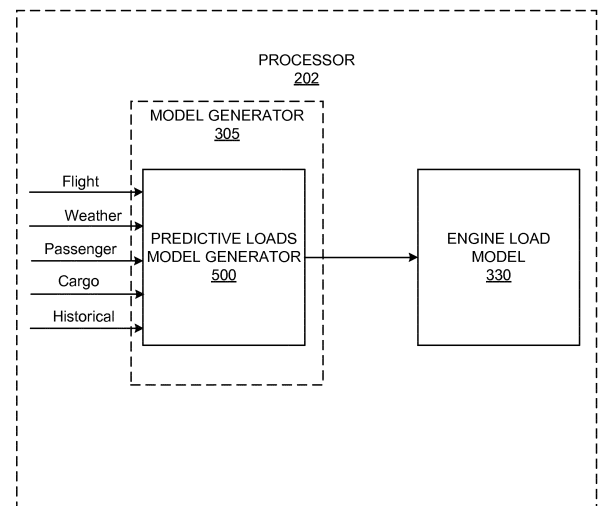 PROCESSOR
202
MODEL GENERATOR
305
Flight
Weather
Passenger
Cargo
Historical
PREDICTIVE LOADS
MODEL GENERATOR
500
ENGINE LOAD
MODEL
330